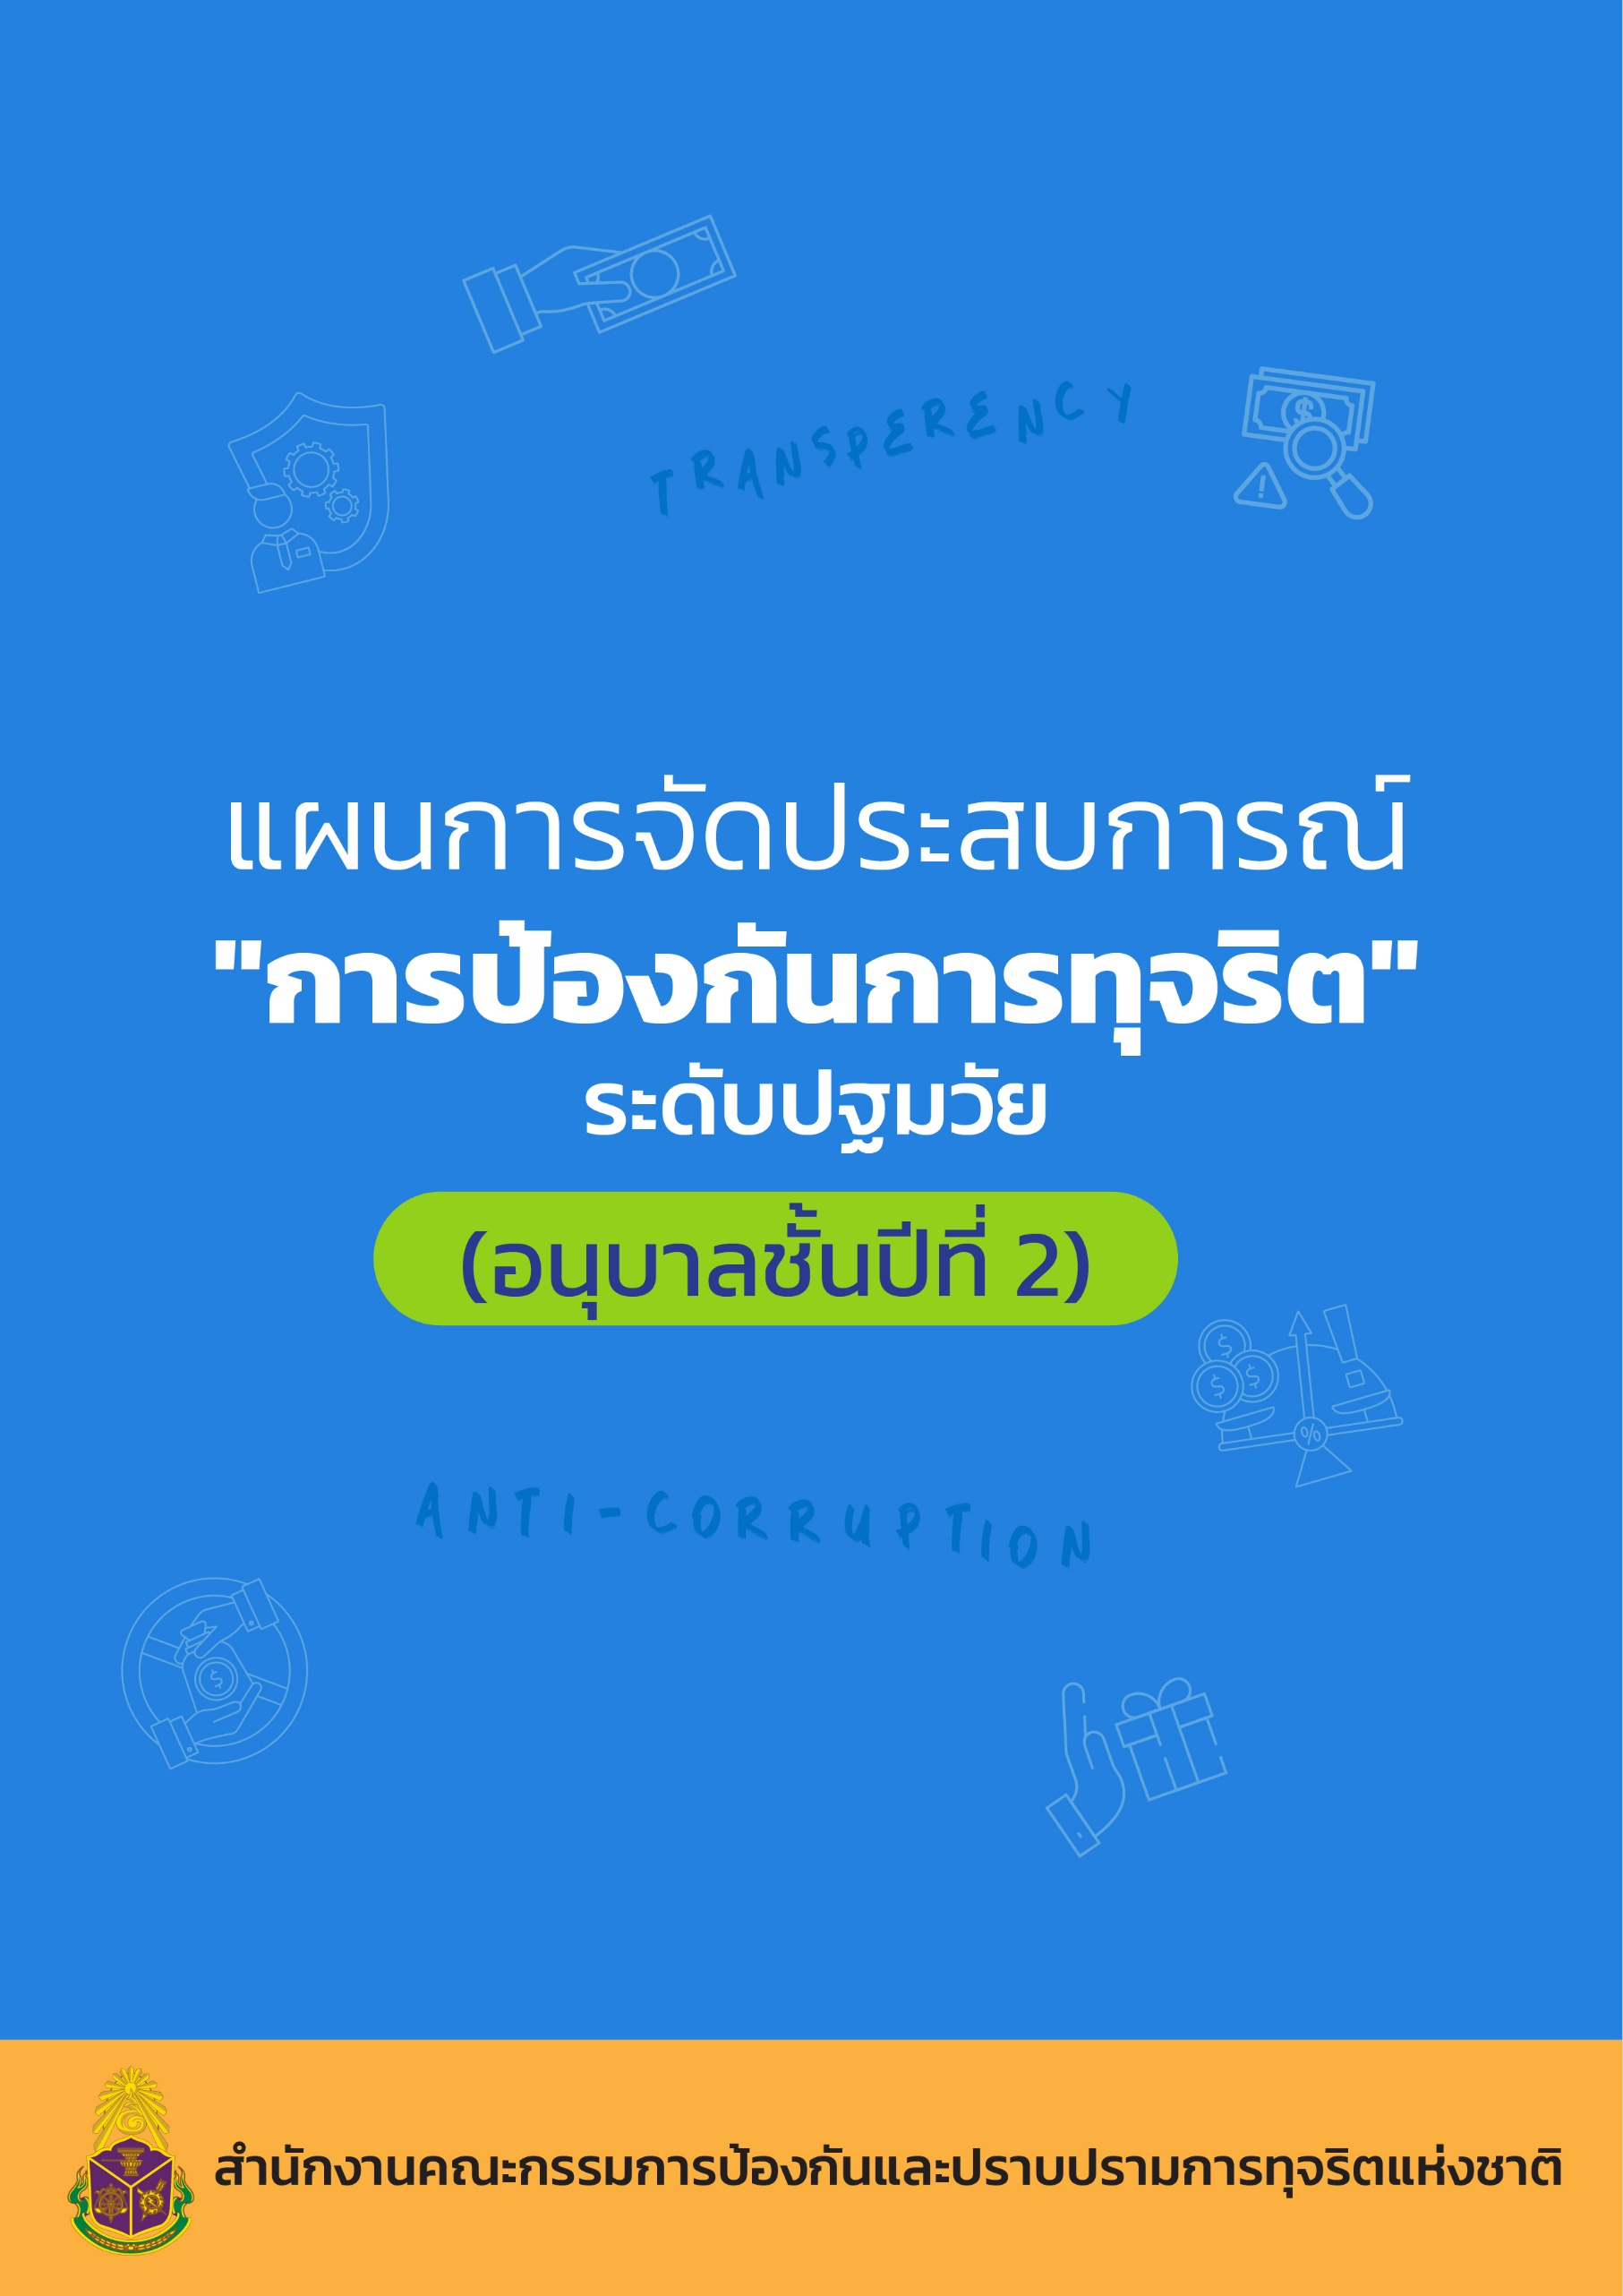 TRANSPERENCY
แผนการจัดประสบการณ์
"การป้องกันการทุจริต"
ระดับปฐมวัย
(อนุบาลชั้นปีที่ 2)
ANTI-CORRUPTION
สำนักงานคณะกรรมการป้องกันและปราบปรามการทุจริตแห่งชาติ